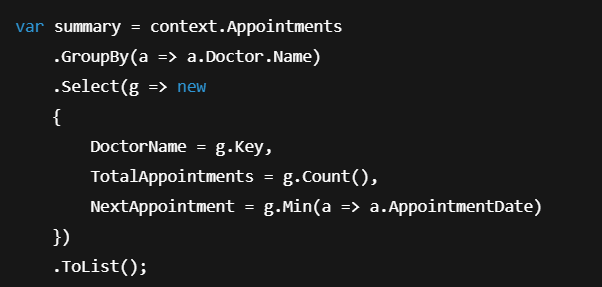 var summary = context.Appointments
    .GroupBy(a => a.Doctor.Name)
    .Select(g => new
    {
        DoctorName = g.Key,
        TotalAppointments = g.Count(),
        NextAppointment = g.Min(a => a.AppointmentDate)
    })
    .ToList();